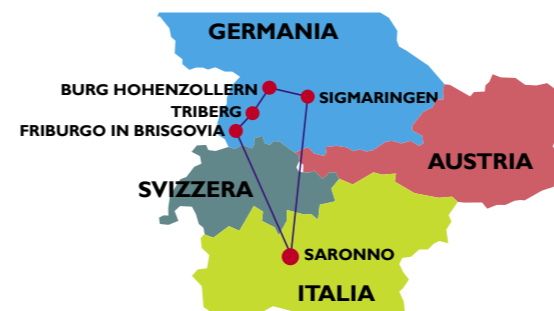 GERMANIA
BURG HOHENZOLLERN
SIGMARINGEN
TRIBERG
FRIBURGO IN BRISGOVIA
AUSTRIA
SVIZZERA
SARONNO
ITALIA